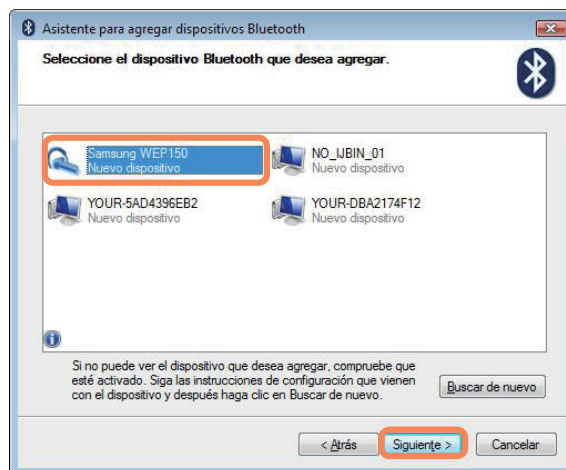 Asistente para agregar dispositivos Bluetooth
Seleccione el dispositivo Bluetooth que desea agregar.
Samsung WEP150
Nuevo dispositivo
NO_IJBIN_01
Nuevo dispositivo
YOUR-5AD4396EB2
Nuevo dispositivo
YOUR-DBA2174F12
Nuevo dispositivo
Si no puede ver el dispositivo que desea agregar, compruebe que
esté activado. Siga las instrucciones de configuración que vienen
con el dispositivo y después haga clic en Buscar de nuevo.
Buscar de nuevo
< Atrás
Siguiente >
Cancelar